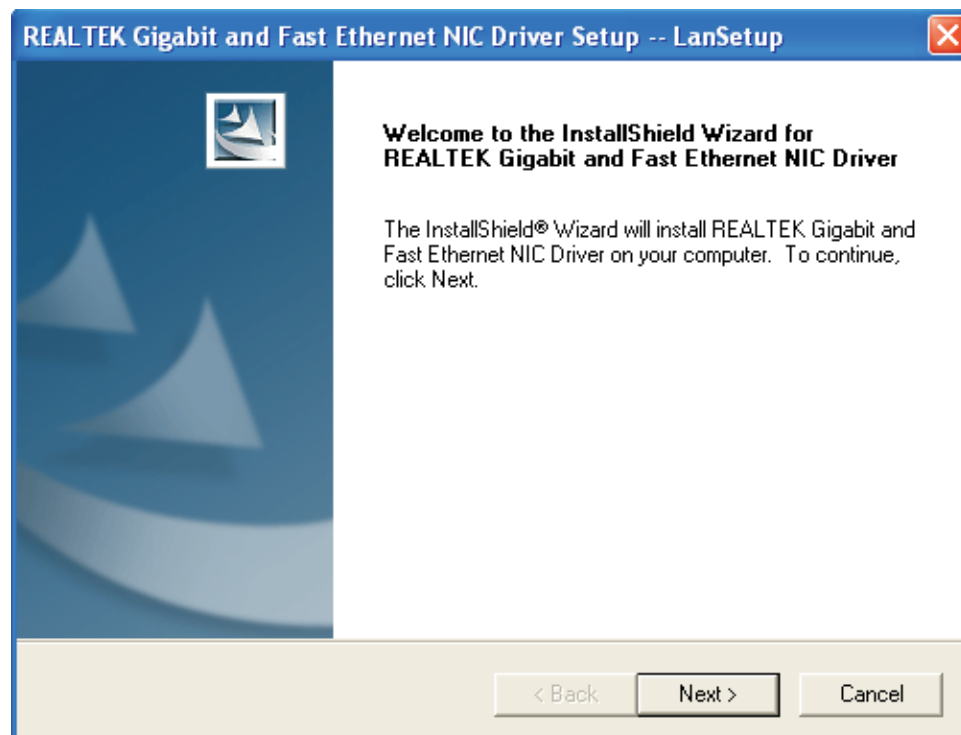 REALTEK Gigabit and Fast Ethernet NIC Driver Setup -- LanSetup
Welcome to the InstallShield Wizard for
REALTEK Gigabit and Fast Ethernet NIC Driver
The InstallShield® Wizard will install REALTEK Gigabit and
Fast Ethernet NIC Driver on your computer.  To continue,
click Next.
< Back
Next >
Cancel